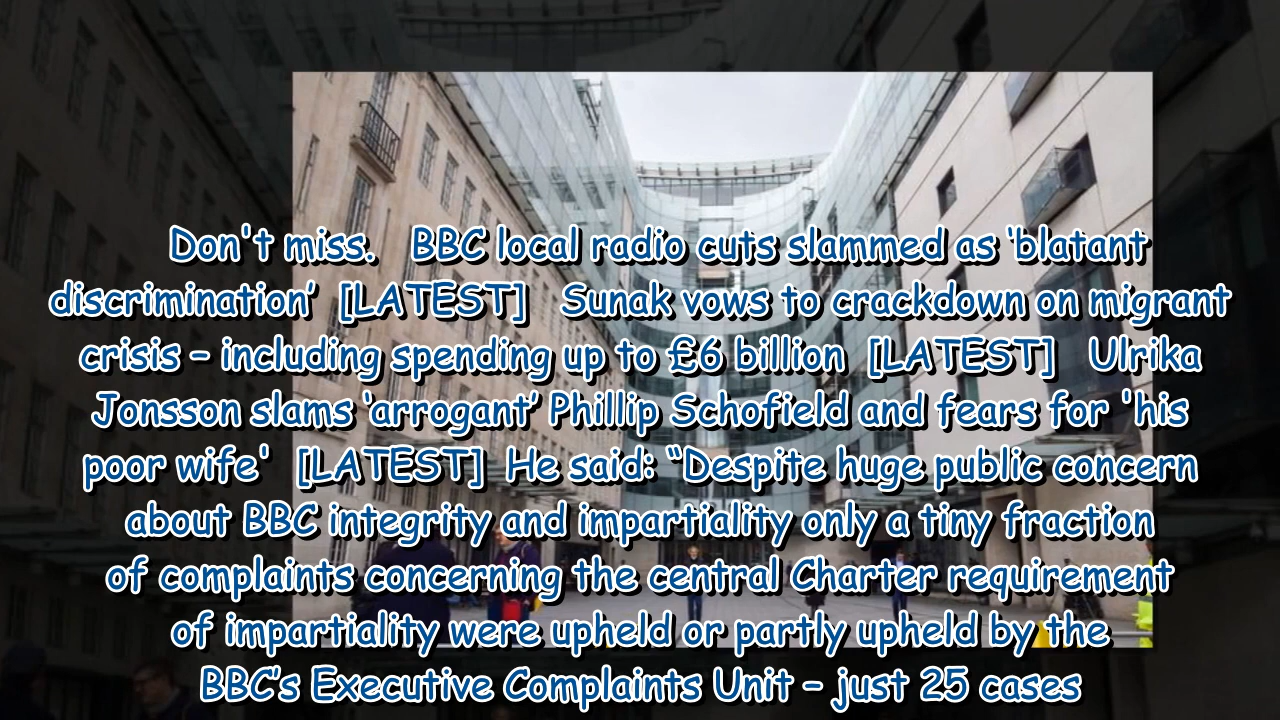 Don't miss.   BBC local radio cuts slammed as ‘blatant
discrimination’  [LATEST]   Sunak vows to crackdown on migrant
crisis – including spending up to £6 billion  [LATEST]   Ulrika
Jonsson slams ‘arrogant’ Phillip Schofield and fears for 'his
poor wife'  [LATEST]  He said: “Despite huge public concern
about BBC integrity and impartiality only a tiny fraction
of complaints concerning the central Charter requirement
of impartiality were upheld or partly upheld by the
BBC’s Executive Complaints Unit – just 25 cases